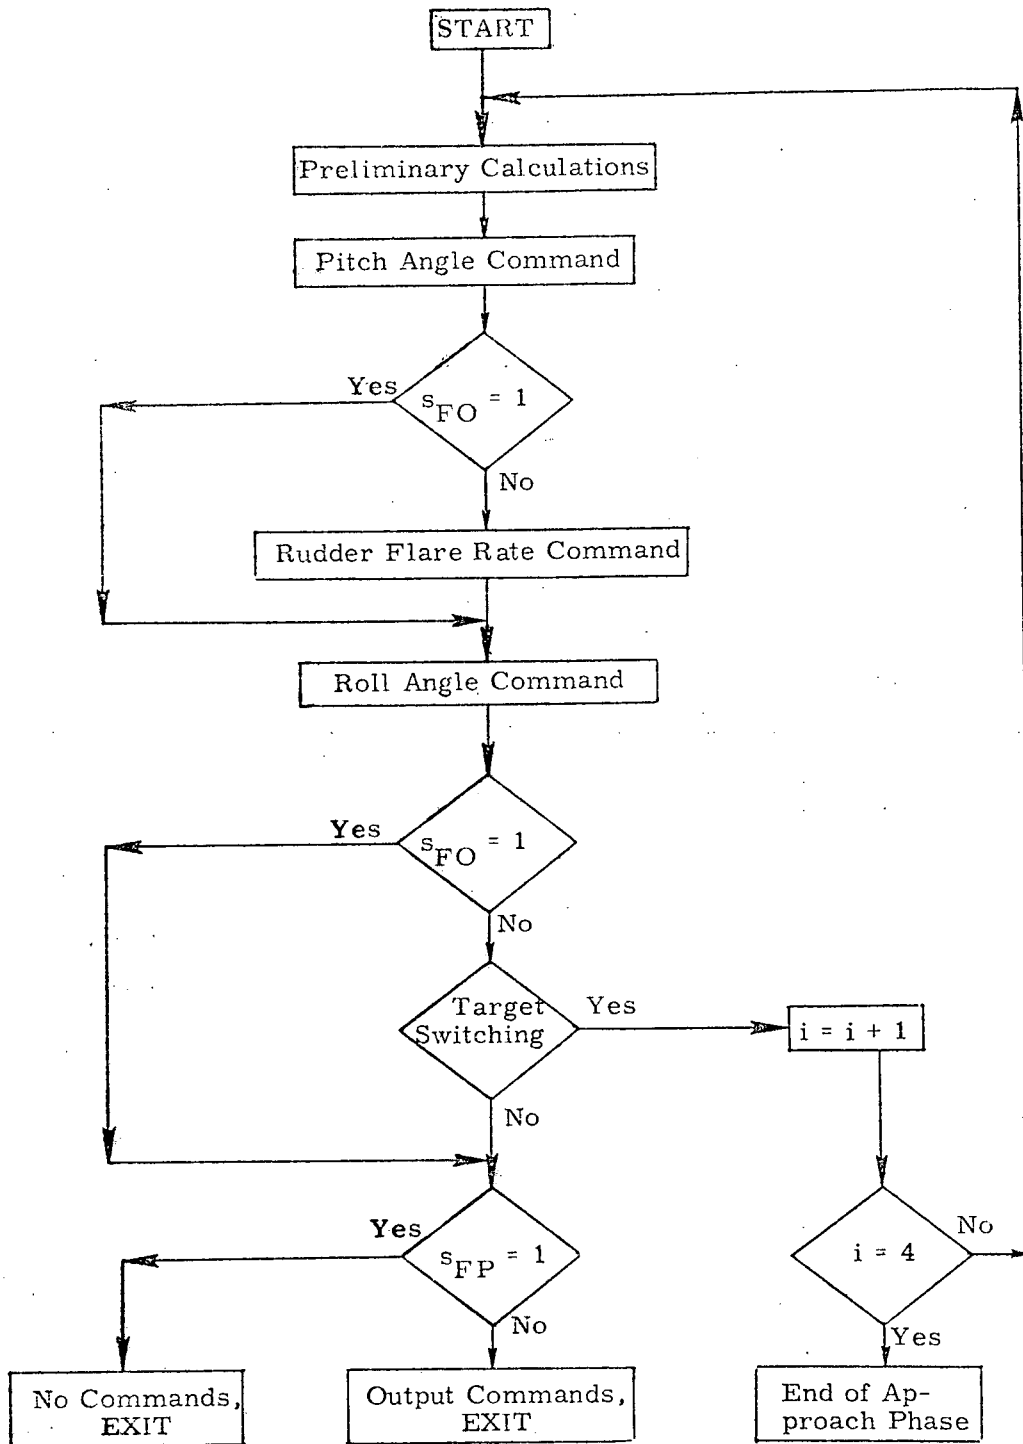 START
Preliminary Calculations
Pitch Angle Command
Yes
sFO = 1
No
Rudder Flare Rate Command
Roll Angle Command
Yes
sFO = 1
No
Target
Switching
Yes
i = i + 1
No
Yes
sFP = 1
No
i = 4
No
Yes
No Commands,
EXIT
Output Commands,
EXIT
End of Ap-
proach Phase